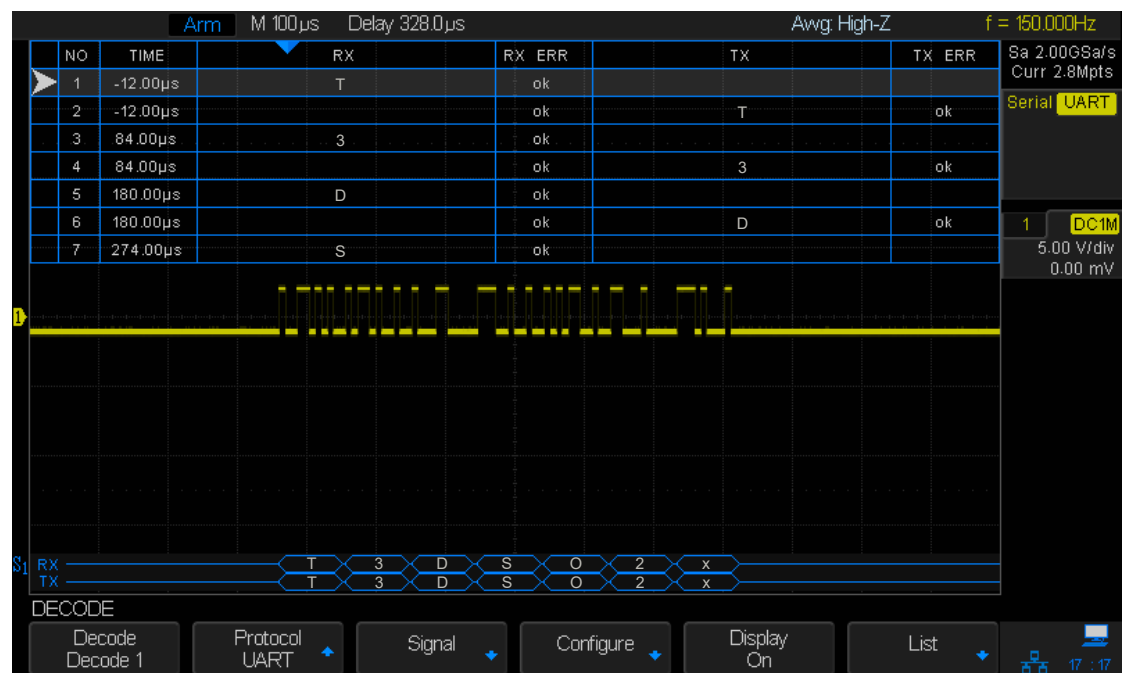 Arm M 100µs Delay 328.0µs Awg: High-Z f = 150.000Hz
NO TIME RX RX ERR TX TX ERR
1 -12.00µs T ok
2 -12.00µs ok T ok
3 84.00µs 3 ok
4 84.00µs ok 3 ok
5 180.00µs D ok
6 180.00µs ok D ok
7 274.00µs S ok
Sa 2.00GSa/s
Curr 2.8Mpts
Serial UART
1 DC1M
5.00 V/div
0.00 mV
1
S1 RX T 3 D S O 2 x
TX T 3 D S O 2 x
DECODE
Decode
Decode 1
Protocol
UART
Signal
Configure
Display
On
List
17 : 17